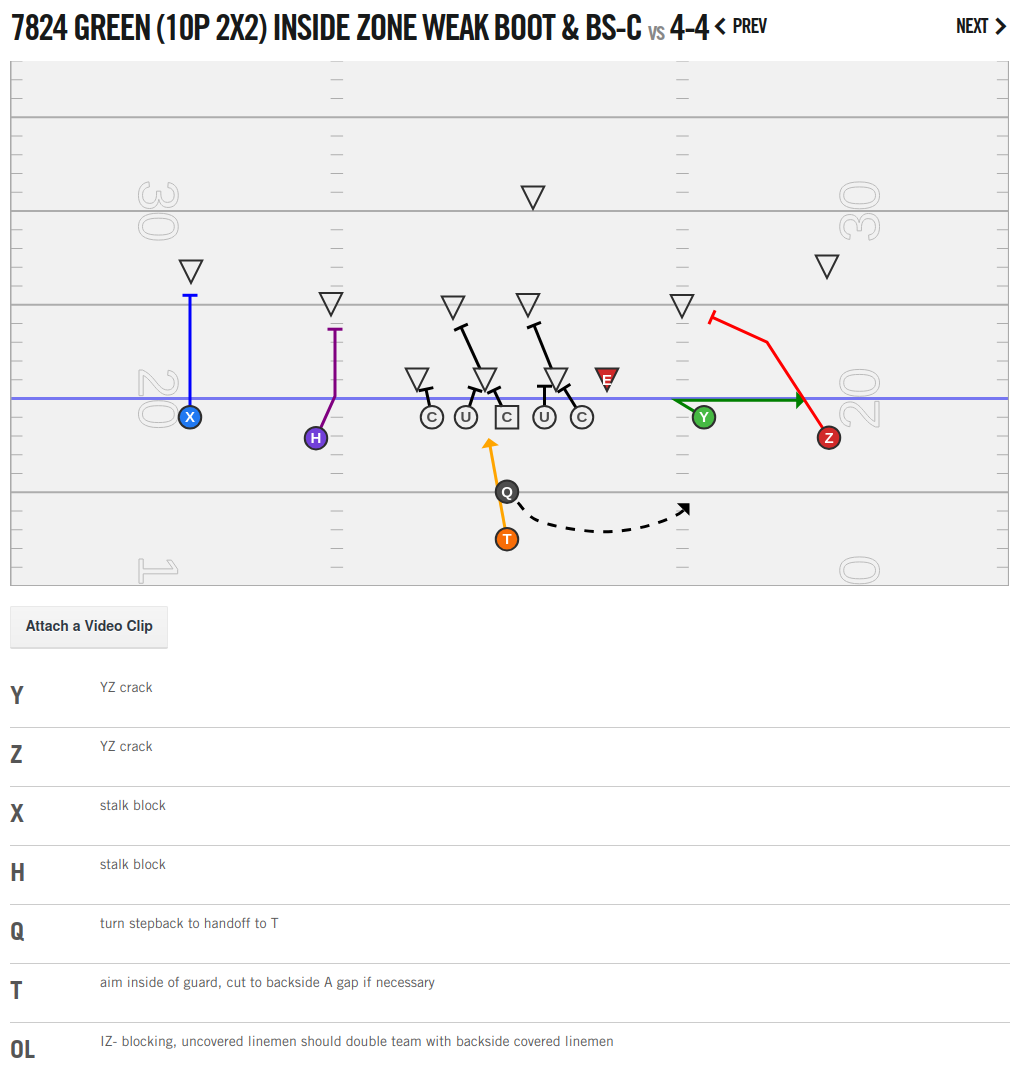 7824 GREEN (10P 2X2) INSIDE ZONE WEAK BOOT & BS-C vs 4-4 PREV NEXT
30 30
20 20
E
X C U C U C Y
H Z
Q
T
1 0
Attach a Video Clip
Y YZ crack
Z YZ crack
X stalk block
H stalk block
Q turn stepback to handoff to T
T aim inside of guard, cut to backside A gap if necessary
OL IZ- blocking, uncovered linemen should double team with backside covered linemen